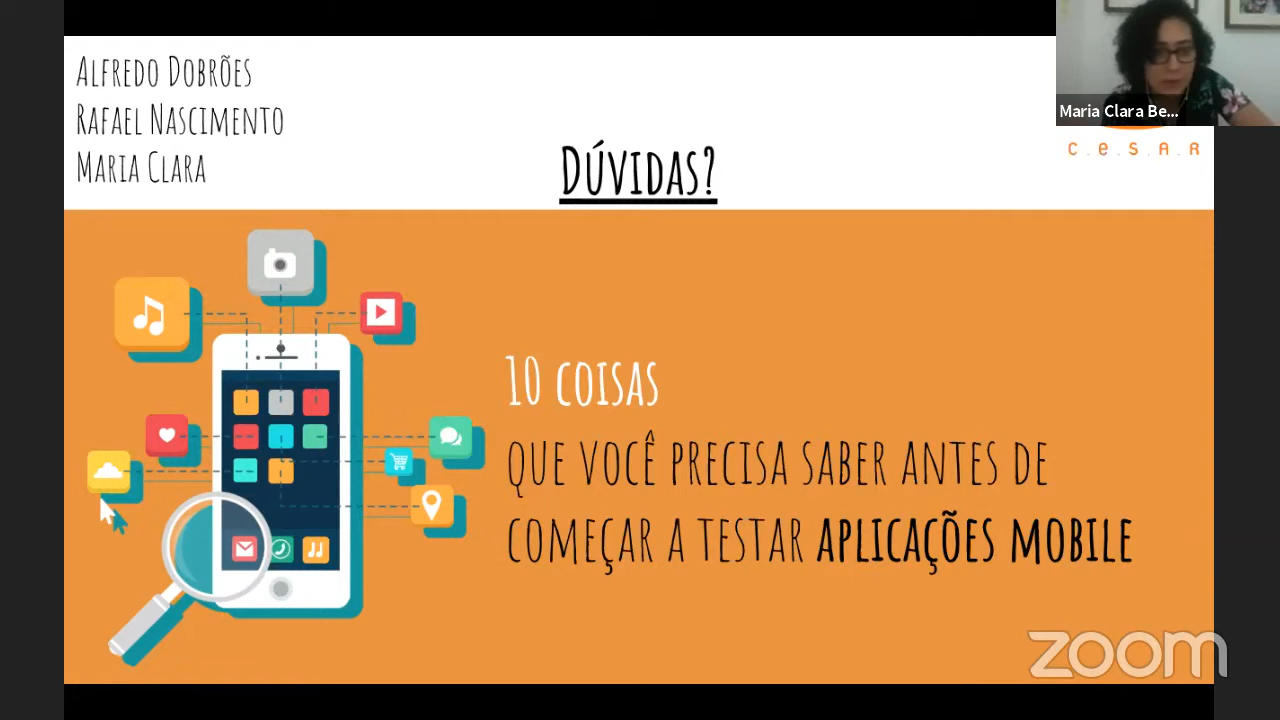 ALFREDO DOBRÕES
RAFAEL NASCIMENTO
MARIA CLARA
DÚVIDAS?
Maria Clara Be...
C.e.S.A.R
10 COISAS
QUE VOCÊ PRECISA SABER ANTES DE
COMEÇAR A TESTAR APLICAÇÕES MOBILE
zoom